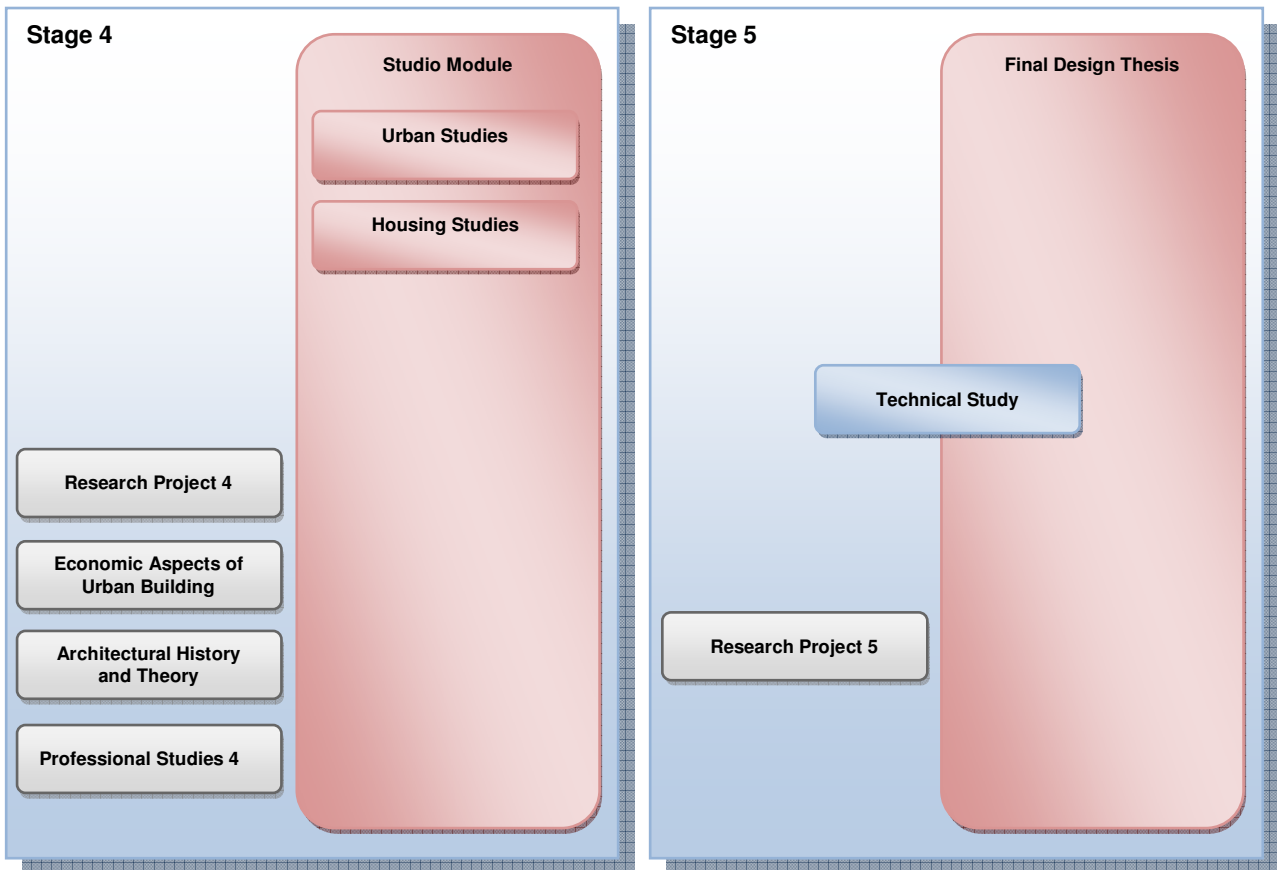 Stage 4
Studio Module
Urban Studies
Housing Studies
Research Project 4
Economic Aspects of
Urban Building
Architectural History
and Theory
Professional Studies 4
Stage 5
Final Design Thesis
Technical Study
Research Project 5